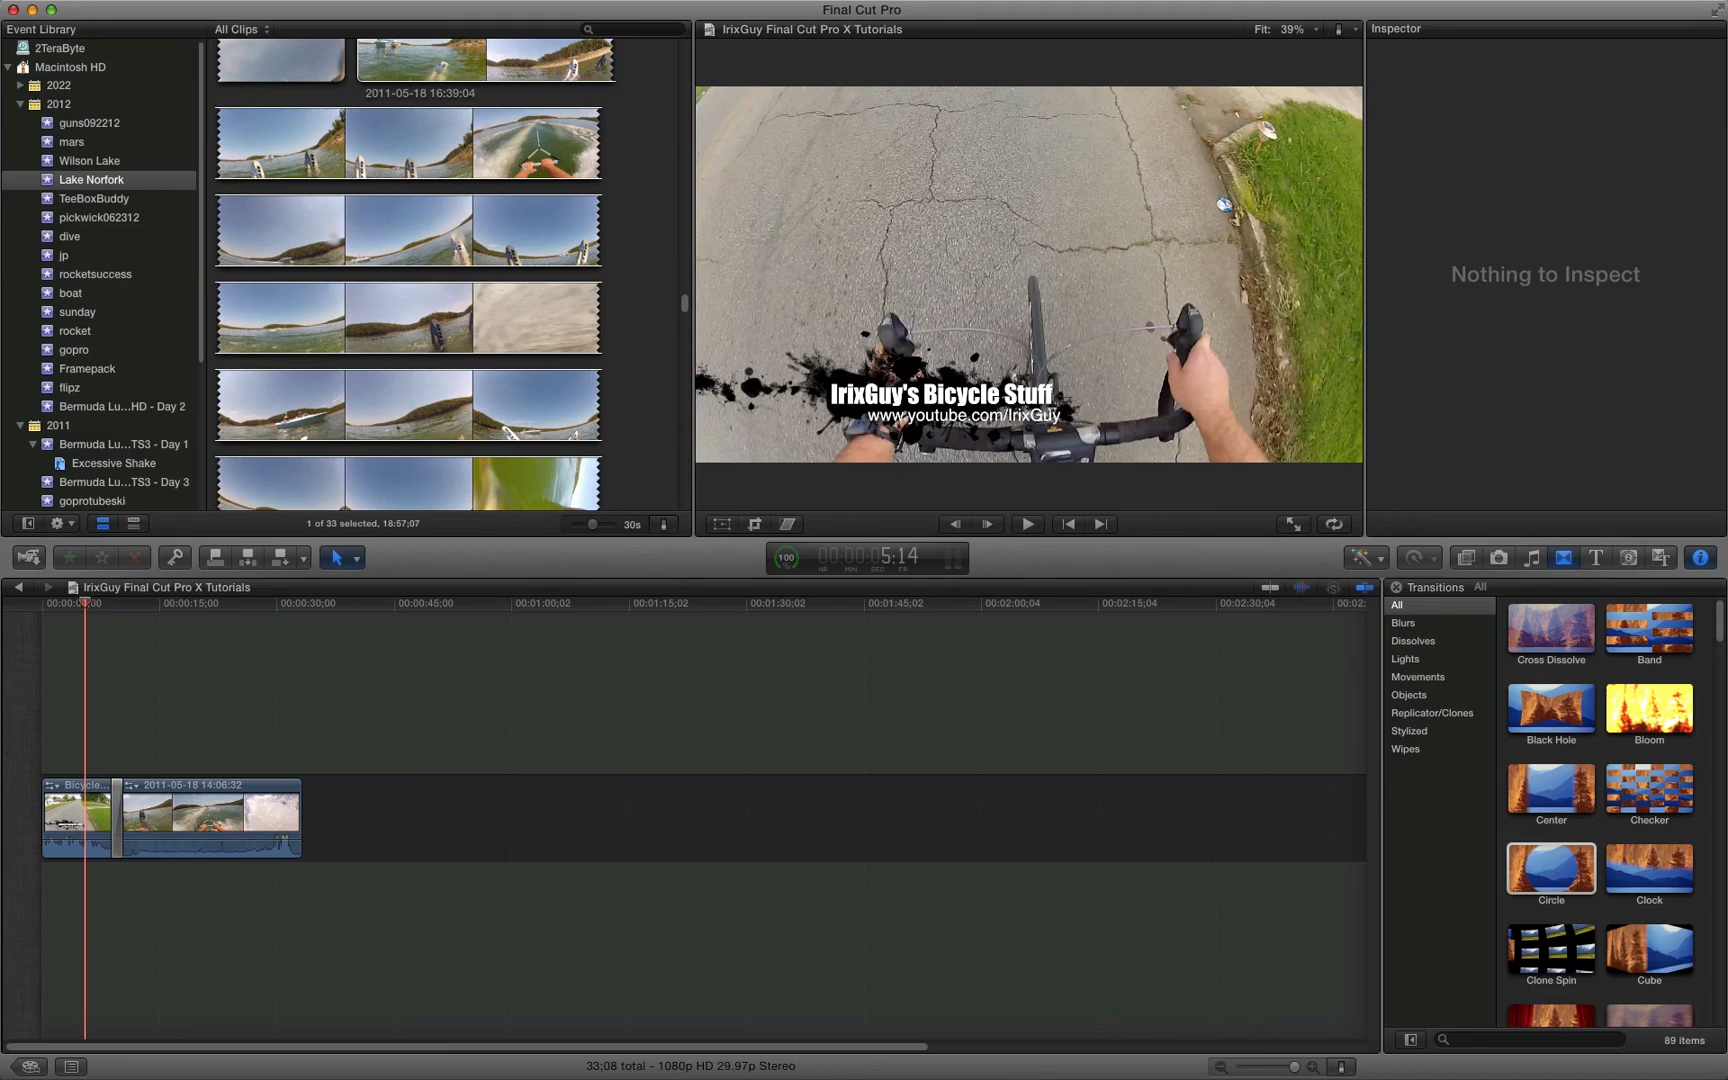 Final Cut Pro
Event Library
All Clips
IrixGuy Final Cut Pro X Tutorials
Fit: 39%
Inspector
2TeraByte
Macintosh HD
2022
2012
guns092212
mars
Wilson Lake
Lake Norfork
TeeBoxBuddy
pickwick062312
dive
jp
rocketsuccess
boat
sunday
rocket
gopro
Framepack
flipz
Bermuda Lu...HD - Day 2
2011
Bermuda Lu...TS3 - Day 1
Excessive Shake
Bermuda Lu...TS3 - Day 3
goprotubeski
2011-05-18 16:39:04
1 of 33 selected, 18:57;07
30s
IrixGuy's Bicycle Stuff
www.youtube.com/IrixGuy
Nothing to Inspect
100
00:00:05;14
HR MIN SEC FR
IrixGuy Final Cut Pro X Tutorials
00:00:15;00
00:00:30;00
00:00:45;00
00:01:00;02
00:01:15;02
00:01:30;02
00:01:45;02
00:02:00;04
00:02:15;04
00:02:30;04
00:02:
Bicycle...
2011-05-18 14:06:32
Transitions All
All
Blurs
Dissolves
Lights
Movements
Objects
Replicator/Clones
Stylized
Wipes
Cross Dissolve
Band
Black Hole
Bloom
Center
Checker
Circle
Clock
Clone Spin
Cube
89 items
33;08 total - 1080p HD 29.97p Stereo